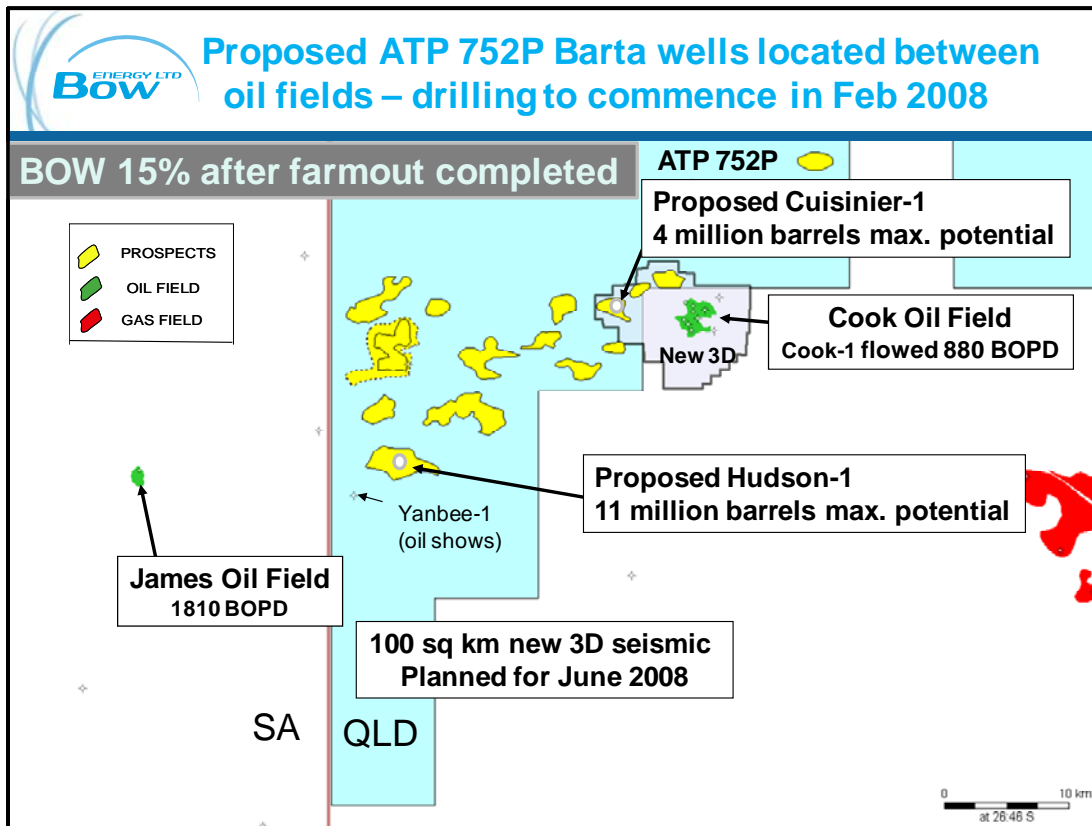 ENERGY LTD
BOW
Proposed ATP 752P Barta wells located between
oil fields – drilling to commence in Feb 2008
BOW 15% after farmout completed
ATP 752P
Proposed Cuisinier-1
4 million barrels max. potential
PROSPECTS
OIL FIELD
GAS FIELD
Cook Oil Field
Cook-1 flowed 880 BOPD
New 3D
Proposed Hudson-1
11 million barrels max. potential
Yanbee-1
(oil shows)
James Oil Field
1810 BOPD
100 sq km new 3D seismic
Planned for June 2008
SA
QLD
0 10 km
at 26:46 S